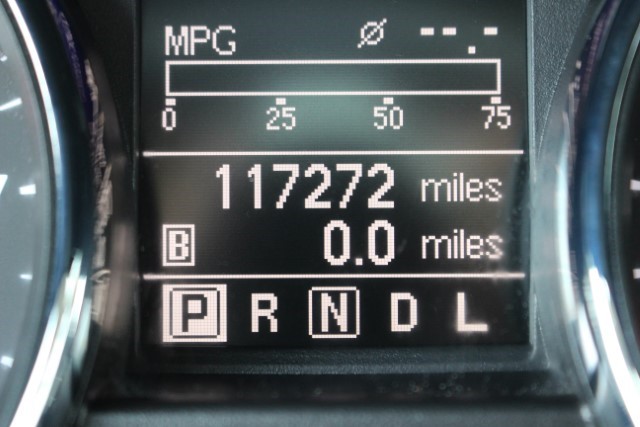 MPG Ø --.-
0 25 50 75
117272 miles
B 0.0 miles
P R N D L